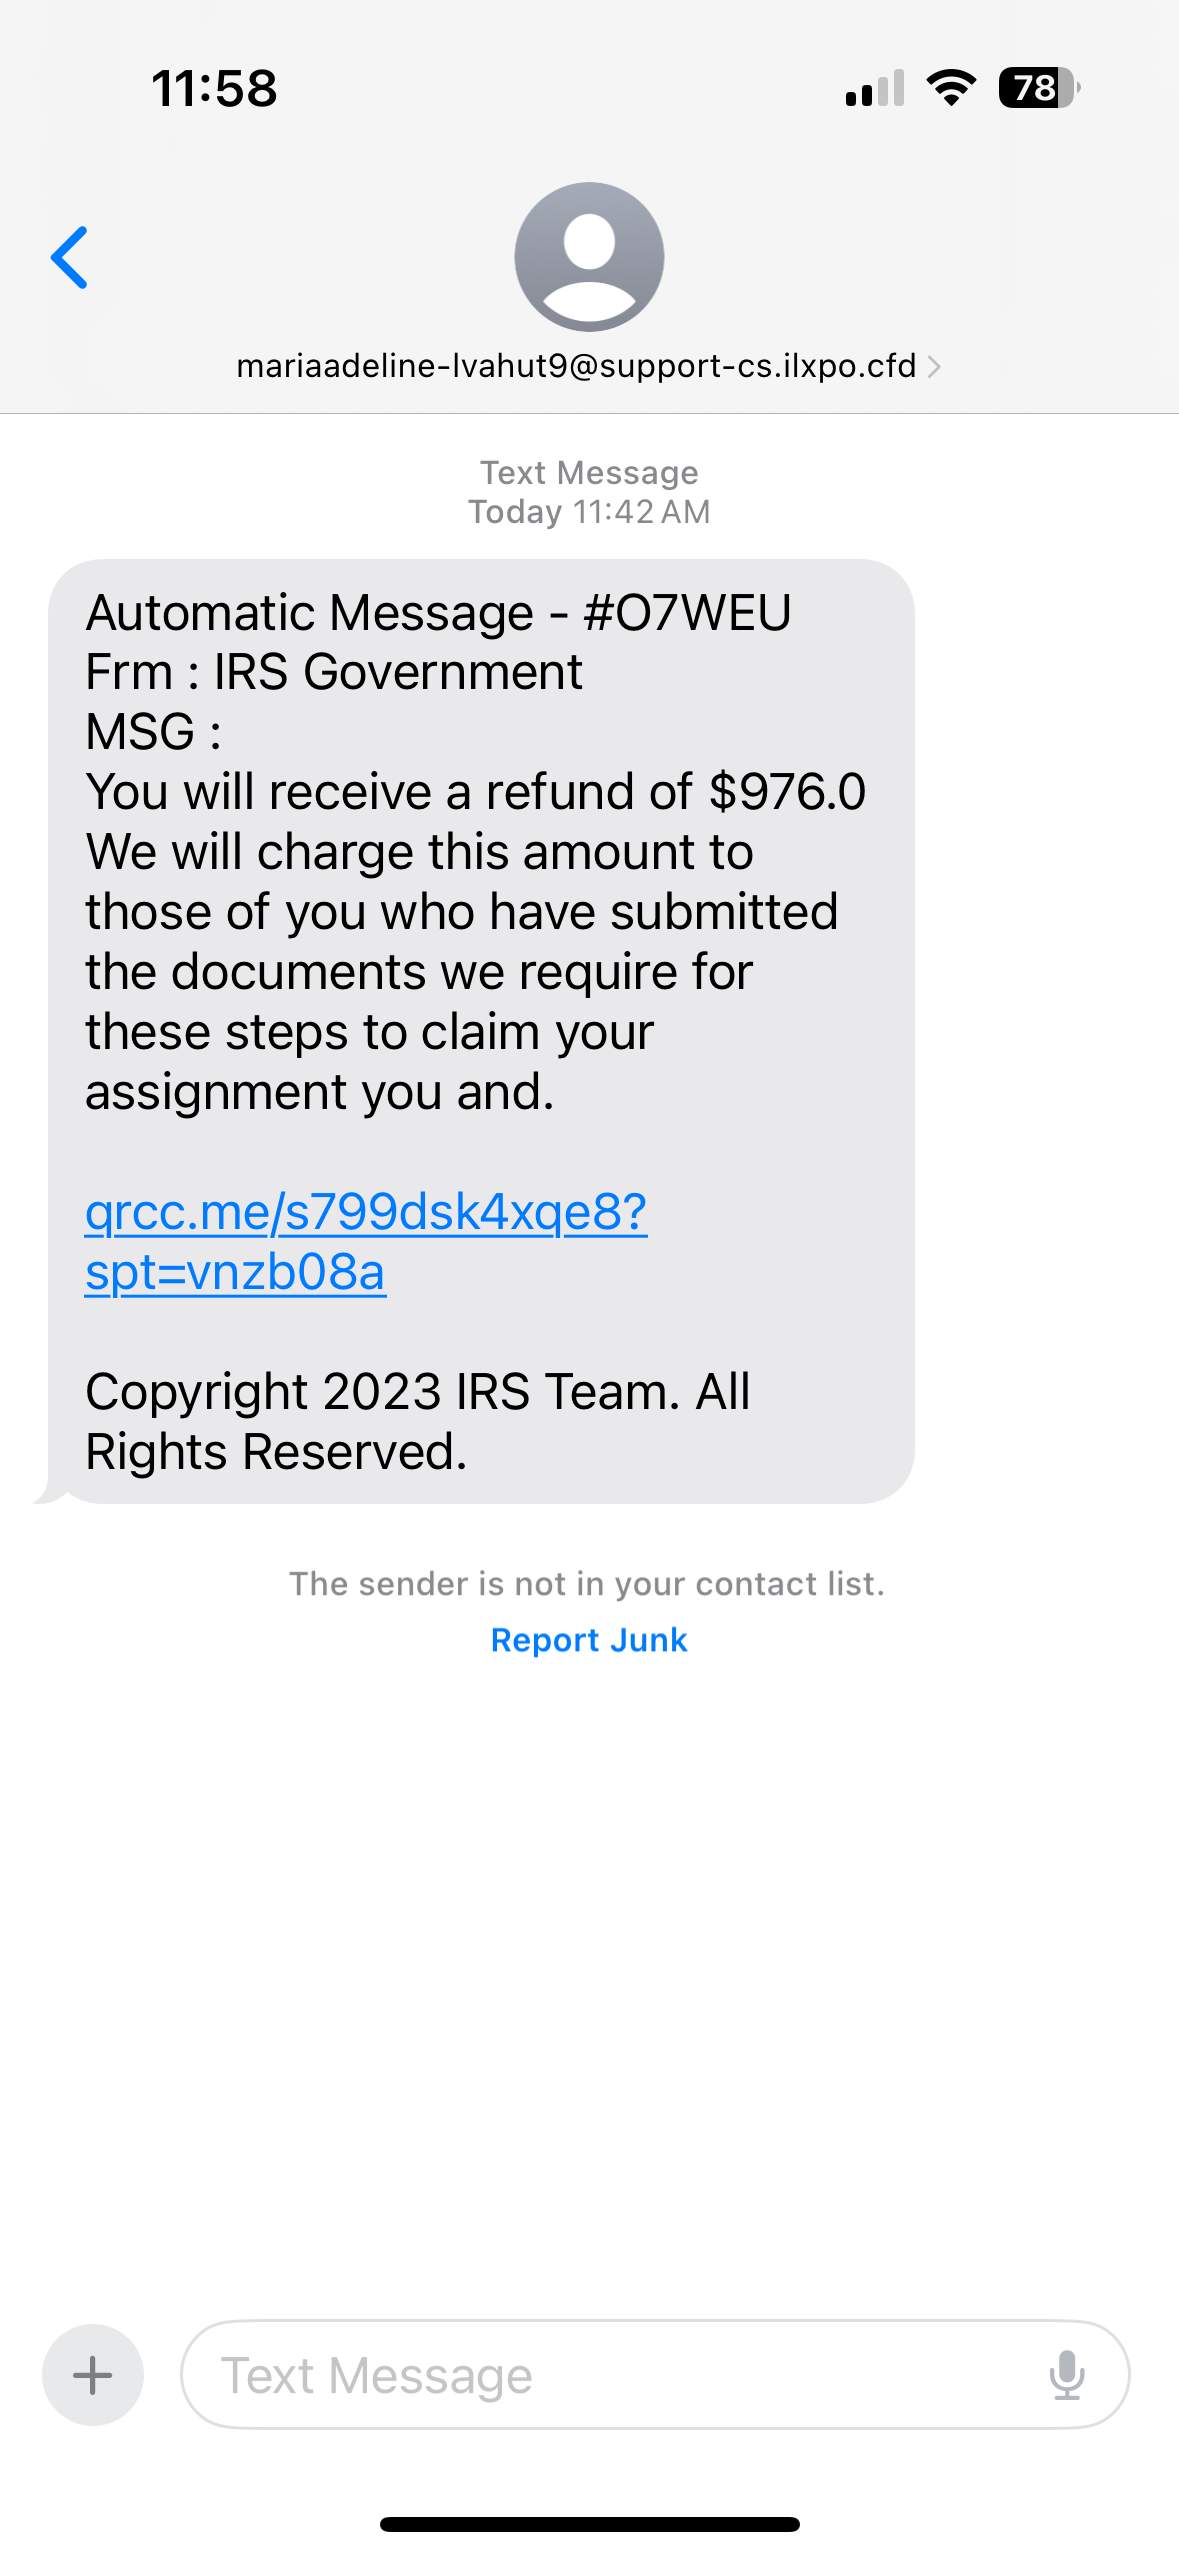 11:58
78
mariaadeline-lvahut9@support-cs.ilxpo.cfd
Text Message
Today 11:42 AM
Automatic Message - #O7WEU
Frm : IRS Government
MSG :
You will receive a refund of $976.0
We will charge this amount to
those of you who have submitted
the documents we require for
these steps to claim your
assignment you and.
qrcc.me/s799dsk4xqe8?
spt=vnzb08a
Copyright 2023 IRS Team. All
Rights Reserved.
The sender is not in your contact list.
Report Junk
Text Message